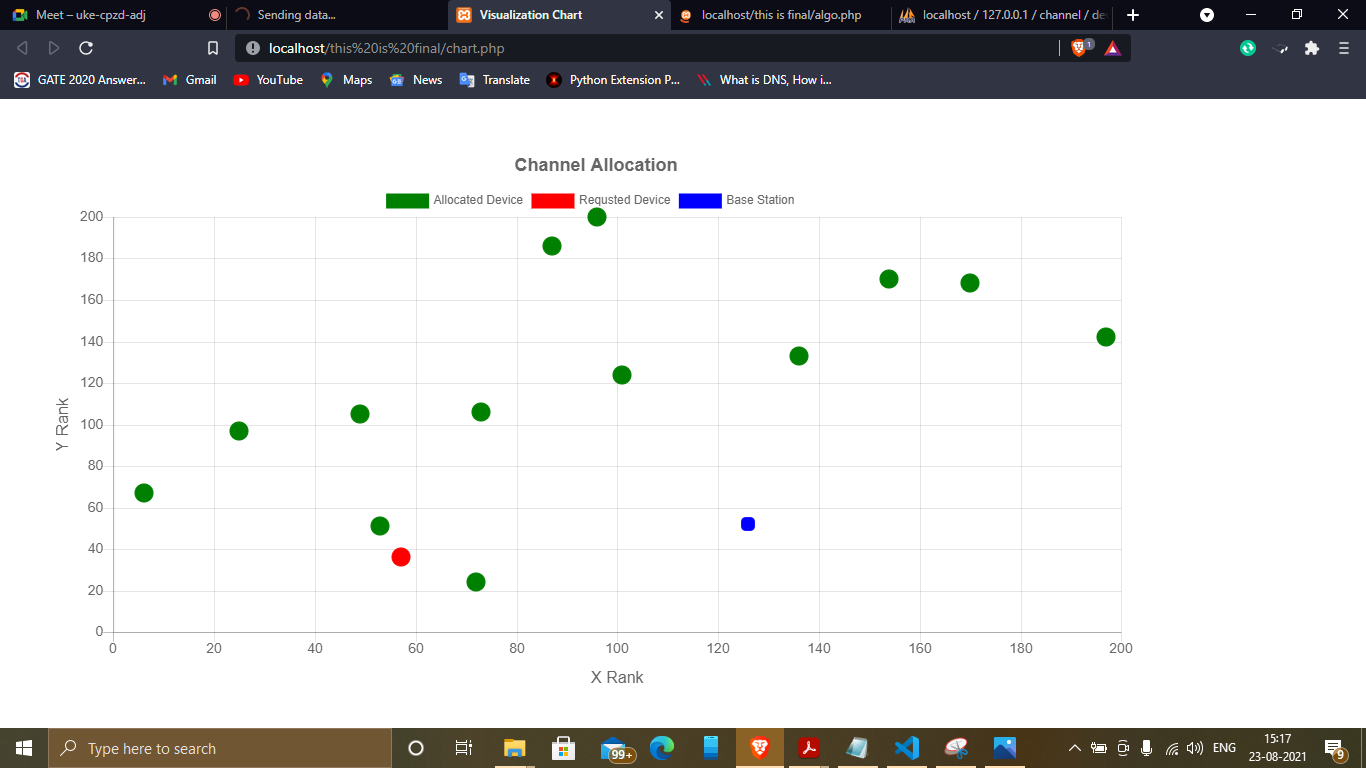 Meet – uke-cpzd-adj
Sending data...
Visualization Chart
localhost/this is final/algo.php
localhost / 127.0.0.1 / channel / de
localhost/this%20is%20final/chart.php
1
GATE 2020 Answer...
Gmail
YouTube
Maps
News
Translate
Python Extension P...
What is DNS, How i...
Channel Allocation
Allocated Device
Requsted Device
Base Station
200
180
160
140
120
100
80
60
40
20
0
Y Rank
0 20 40 60 80 100 120 140 160 180 200
X Rank
Type here to search
99+
ENG
15:17
23-08-2021
9